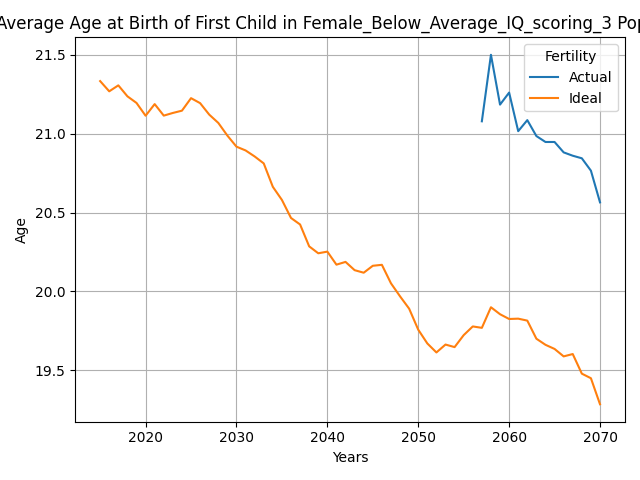 Average Age at Birth of First Child in Female_Below_Average_IQ_scoring_3 Pop
21.5
21.0
20.5
20.0
19.5
Age
Fertility
Actual
Ideal
2020 2030 2040 2050 2060 2070
Years